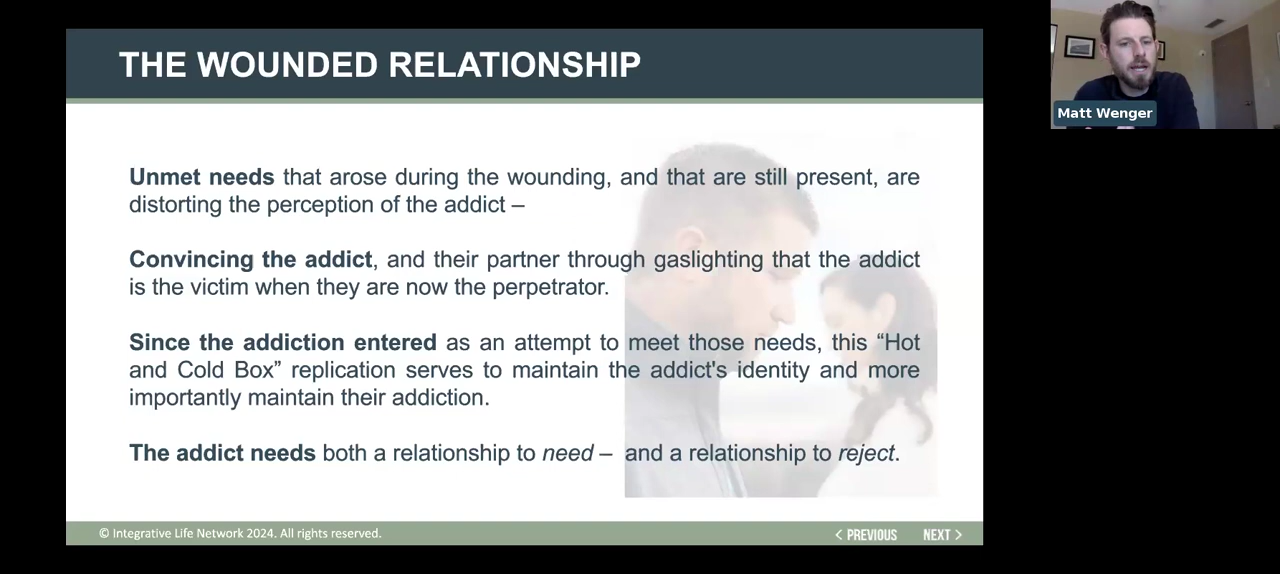 THE WOUNDED RELATIONSHIP
Matt Wenger
Unmet needs that arose during the wounding, and that are still present, are
distorting the perception of the addict –
Convincing the addict, and their partner through gaslighting that the addict
is the victim when they are now the perpetrator.
Since the addiction entered as an attempt to meet those needs, this “Hot
and Cold Box” replication serves to maintain the addict's identity and more
importantly maintain their addiction.
The addict needs both a relationship to need – and a relationship to reject.
© Integrative Life Network 2024. All rights reserved.
< PREVIOUS NEXT >